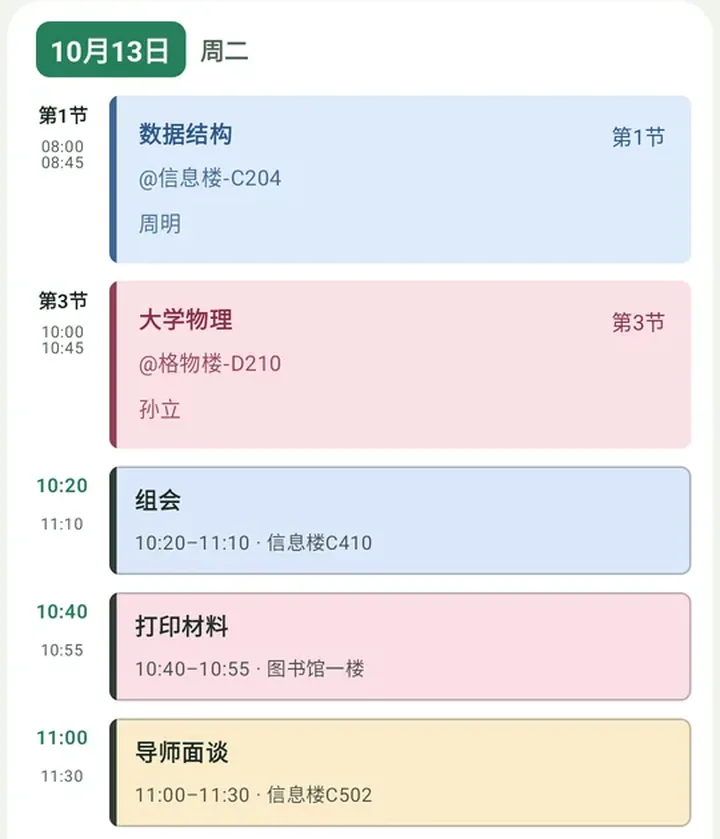 10月13日 周二
第1节
08:00
08:45
数据结构
第1节
@信息楼-C204
周明
第3节
10:00
10:45
大学物理
第3节
@格物楼-D210
孙立
10:20
11:10
组会
10:20–11:10 · 信息楼C410
10:40
10:55
打印材料
10:40–10:55 · 图书馆一楼
11:00
11:30
导师面谈
11:00–11:30 · 信息楼C502